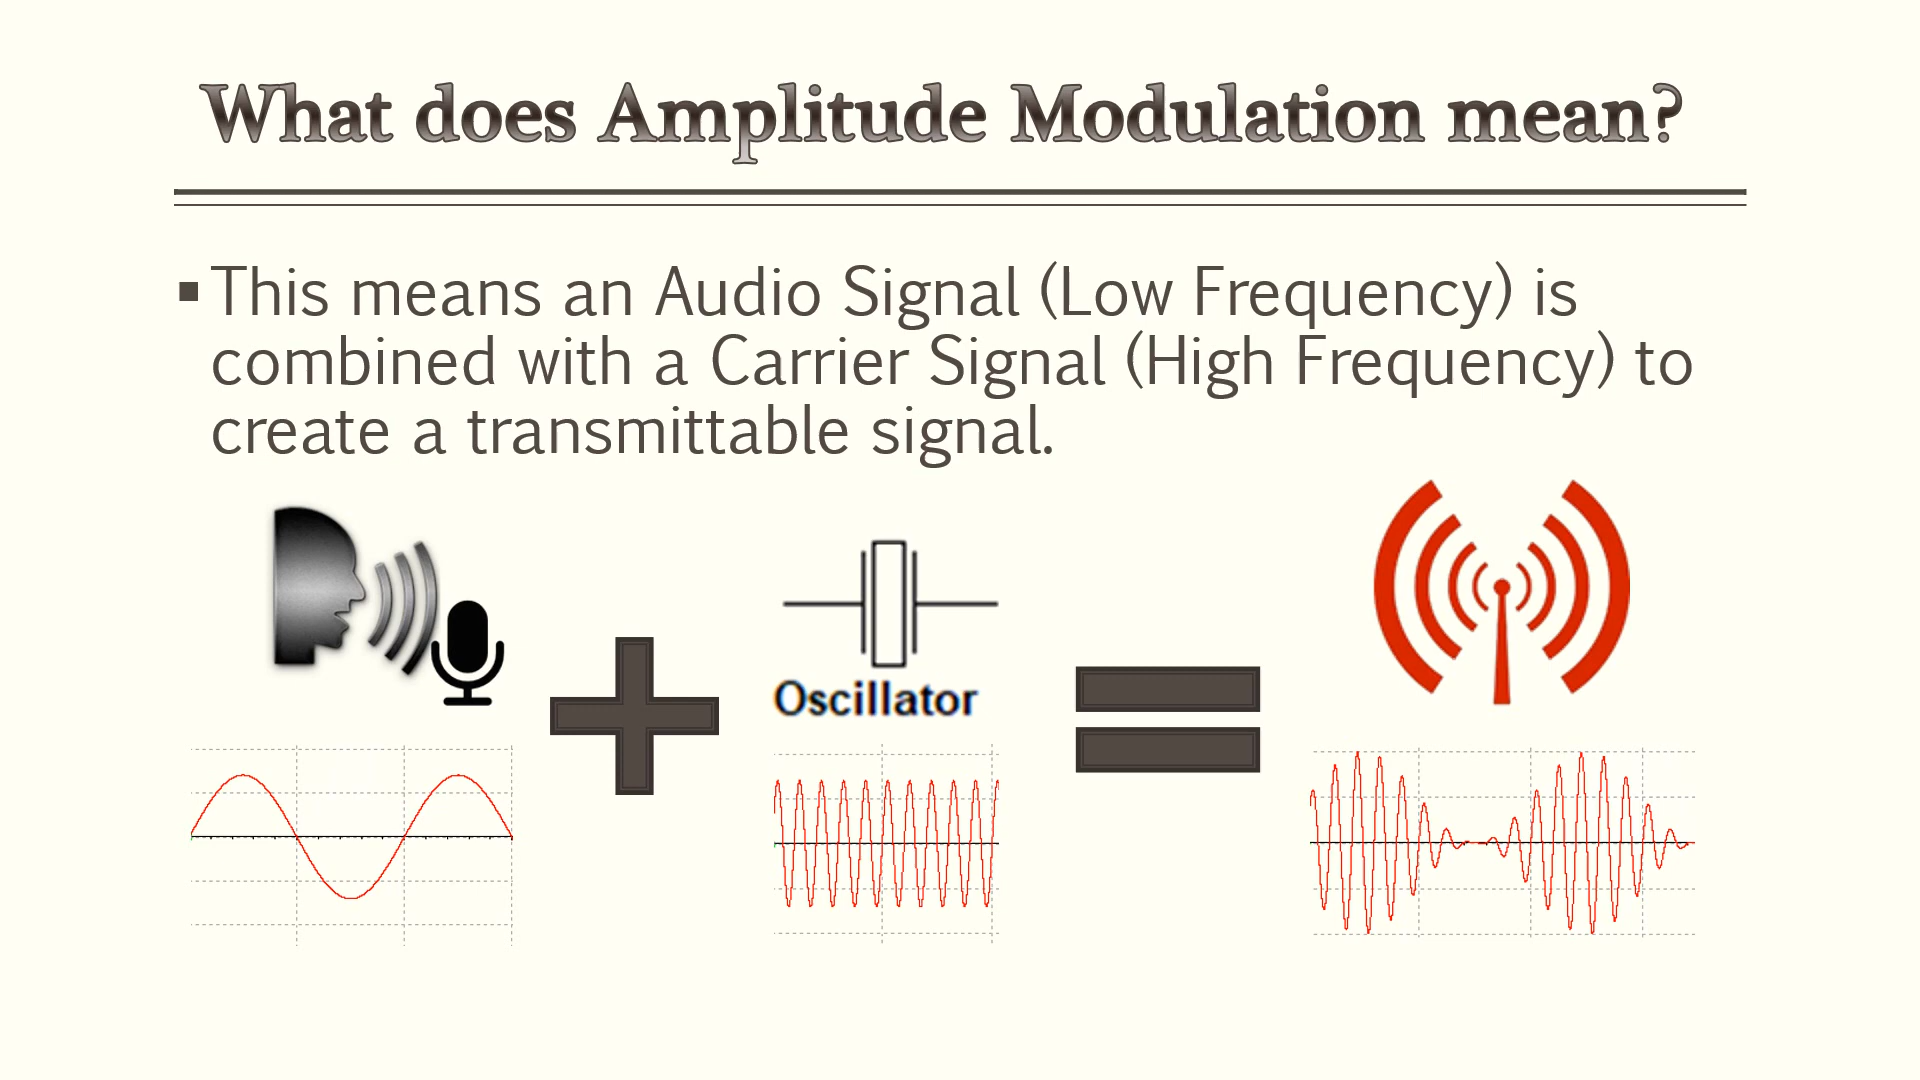 What does Amplitude Modulation mean?
▪ This means an Audio Signal (Low Frequency) is
combined with a Carrier Signal (High Frequency) to
create a transmittable signal.
Oscillator